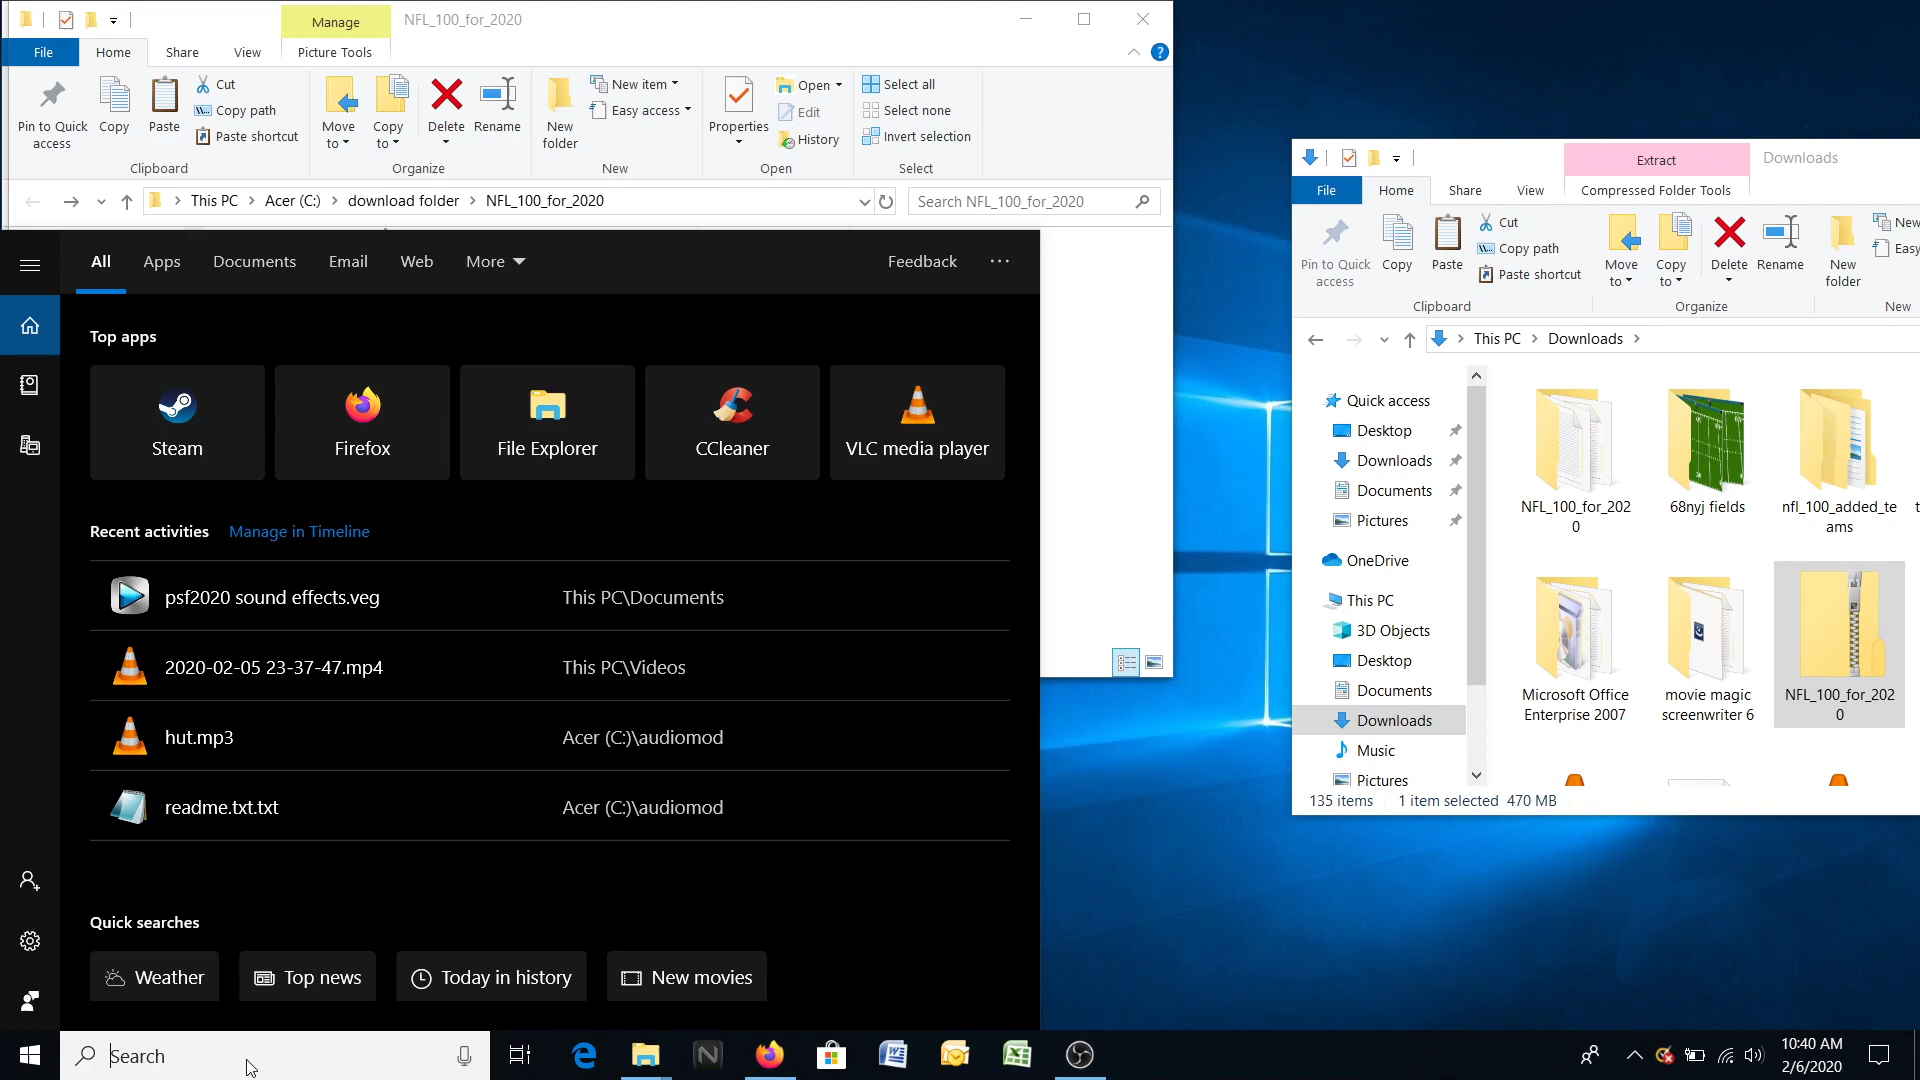 Manage
NFL_100_for_2020
File
Home
Share
View
Picture Tools
Pin to Quick
access
Copy
Paste
Cut
Copy path
Paste shortcut
Clipboard
Move
to
Copy
to
Delete
Rename
Organize
New
folder
New item
Easy access
New
Properties
Open
Edit
History
Open
Select all
Select none
Invert selection
Select
This PC
Acer (C:)
download folder
NFL_100_for_2020
Search NFL_100_for_2020
All
Apps
Documents
Email
Web
More
Feedback
Top apps
Steam
Firefox
File Explorer
CCleaner
VLC media player
Recent activities
Manage in Timeline
psf2020 sound effects.veg
This PC\Documents
2020-02-05 23-37-47.mp4
This PC\Videos
hut.mp3
Acer (C:)\audiomod
readme.txt.txt
Acer (C:)\audiomod
Quick searches
Weather
Top news
Today in history
New movies
Search
Extract
Downloads
File
Home
Share
View
Compressed Folder Tools
Pin to Quick
access
Copy
Paste
Cut
Copy path
Paste shortcut
Clipboard
Move
to
Copy
to
Delete
Rename
Organize
New
folder
New
Easy
New
This PC
Downloads
Quick access
Desktop
Downloads
Documents
Pictures
OneDrive
This PC
3D Objects
Desktop
Documents
Downloads
Music
Pictures
NFL_100_for_202
0
68nyj fields
nfl_100_added_te
ams
t
Microsoft Office
Enterprise 2007
movie magic
screenwriter 6
NFL_100_for_202
0
135 items
1 item selected
470 MB
10:40 AM
2/6/2020